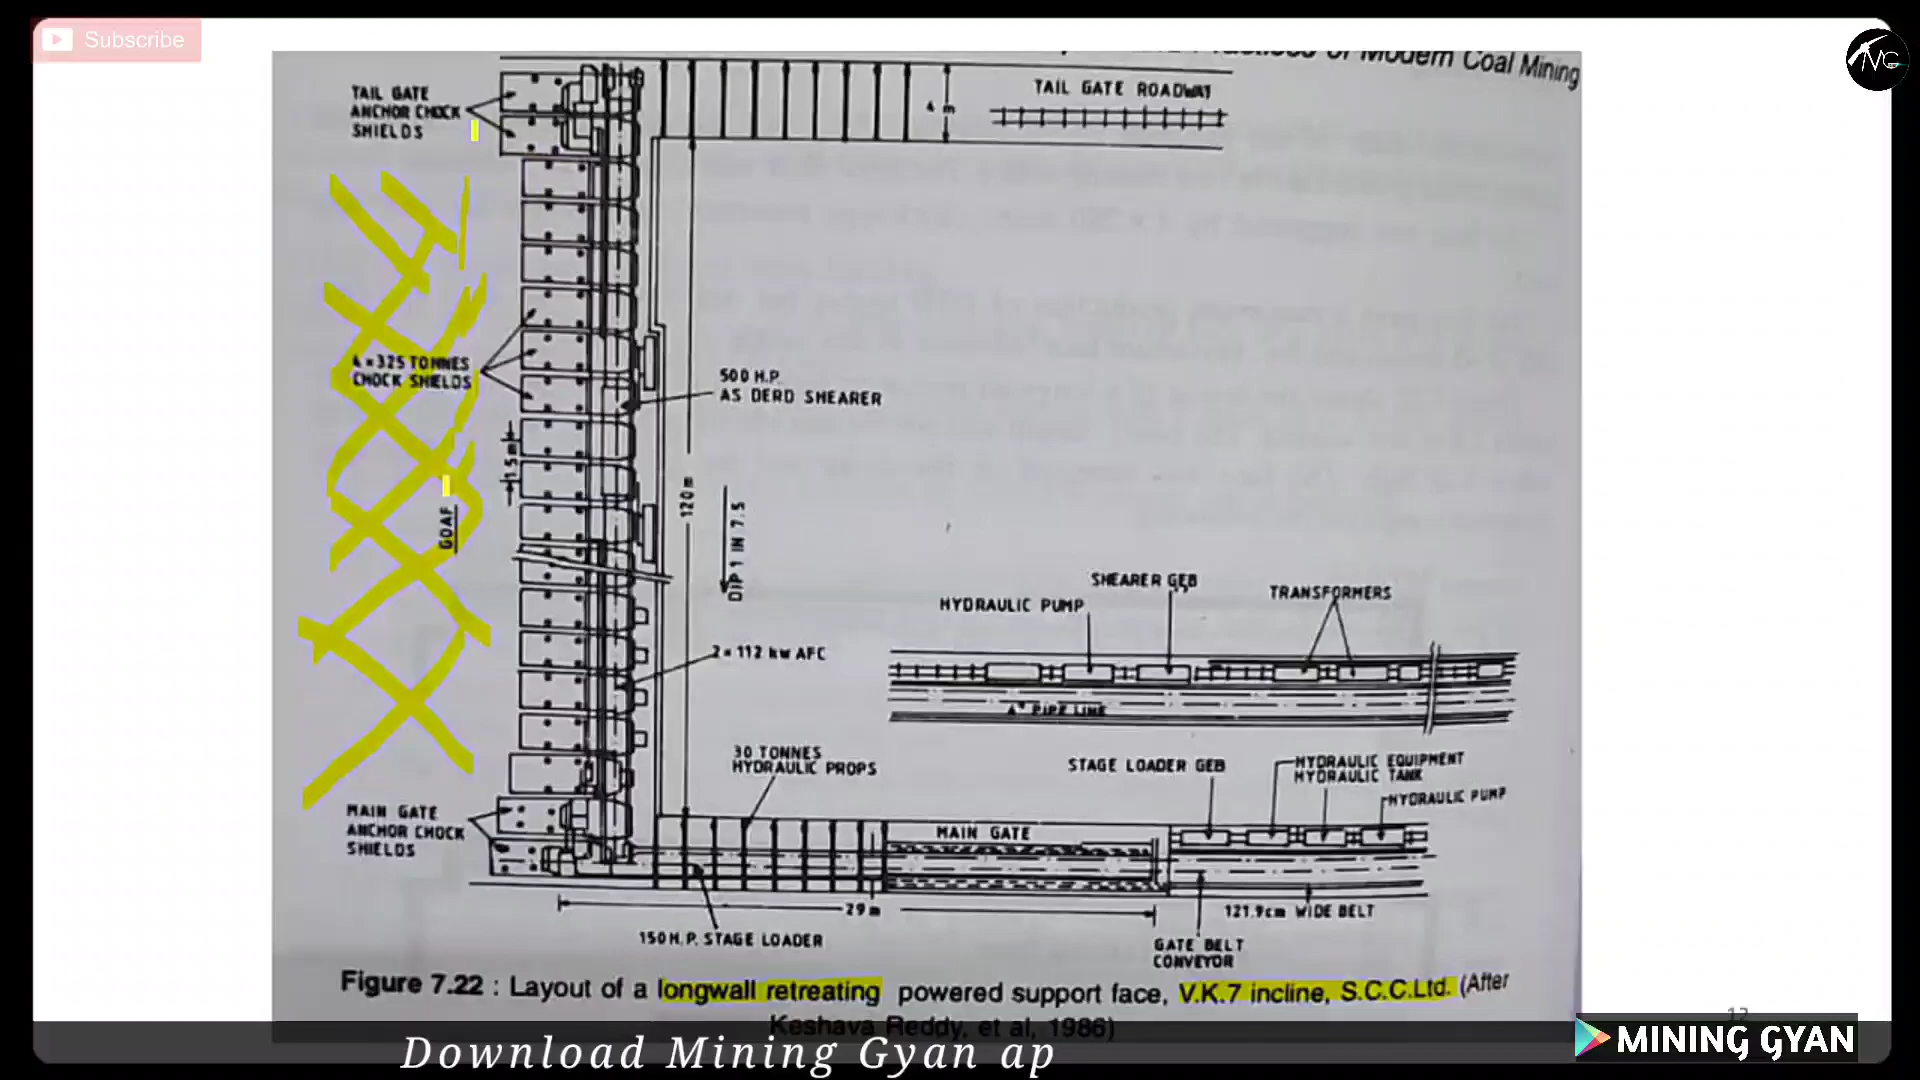 Subscribe
Practices of Modern Coal Mining
TAIL GATE
ANCHOR CHOCK
SHIELDS
4 m
TAIL GATE ROADWAY
4 × 325 TONNES
CHOCK SHIELDS
500 H.P.
AS DERD SHEARER
1.5m
GOAF
120m
DIP 1 IN 7.5
SHEARER GEB
TRANSFORMERS
HYDRAULIC PUMP
2 × 112 kw AFC
4" PIPE LINE
30 TONNES
HYDRAULIC PROPS
STAGE LOADER GEB
HYDRAULIC EQUIPMENT
HYDRAULIC TANK
HYDRAULIC PUMP
MAIN GATE
ANCHOR CHOCK
SHIELDS
MAIN GATE
29 m
121.9cm WIDE BELT
150 H.P. STAGE LOADER
GATE BELT
CONVEYOR
Figure 7.22 : Layout of a longwall retreating powered support face, V.K.7 incline, S.C.C.Ltd. (After
Keshava Reddy, et al, 1986)
12
Download Mining Gyan ap
MINING GYAN